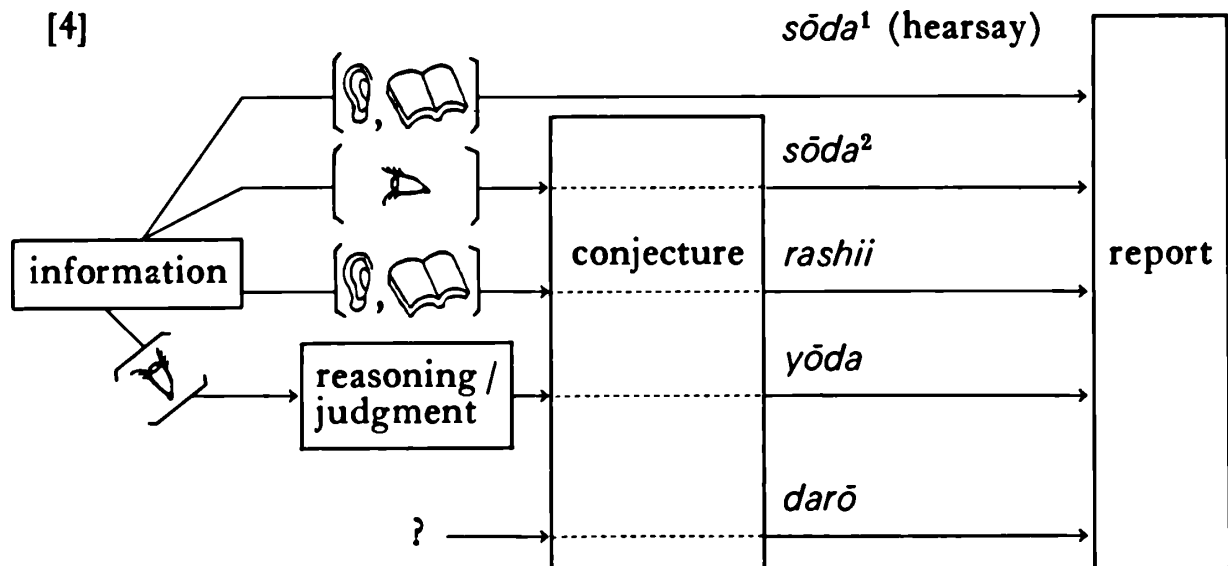 [4]
sōda¹ (hearsay)
,
sōda²
information
,
conjecture
rashii
report
reasoning /
judgment
yōda
?
darō